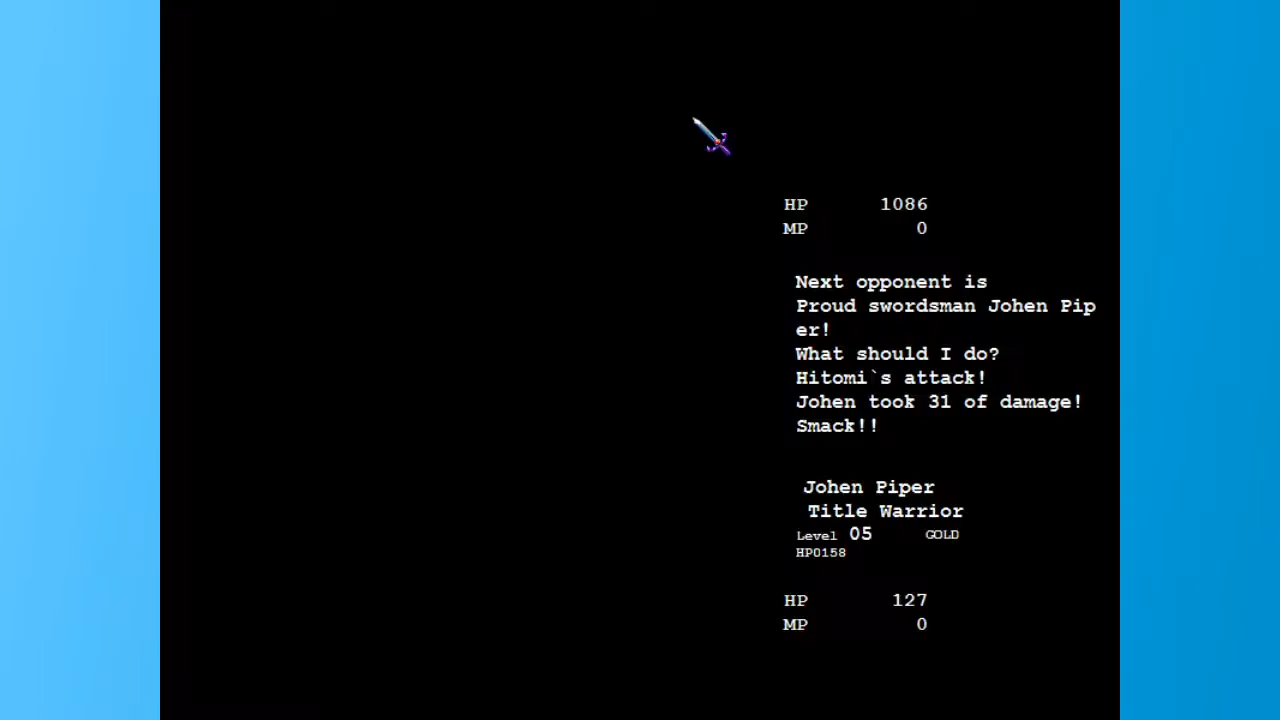 HP 1086
MP 0
Next opponent is
Proud swordsman Johen Pip
er!
What should I do?
Hitomi`s attack!
Johen took 31 of damage!
Smack!!
Johen Piper
Title Warrior
Level 05 GOLD
HP0158
HP 127
MP 0